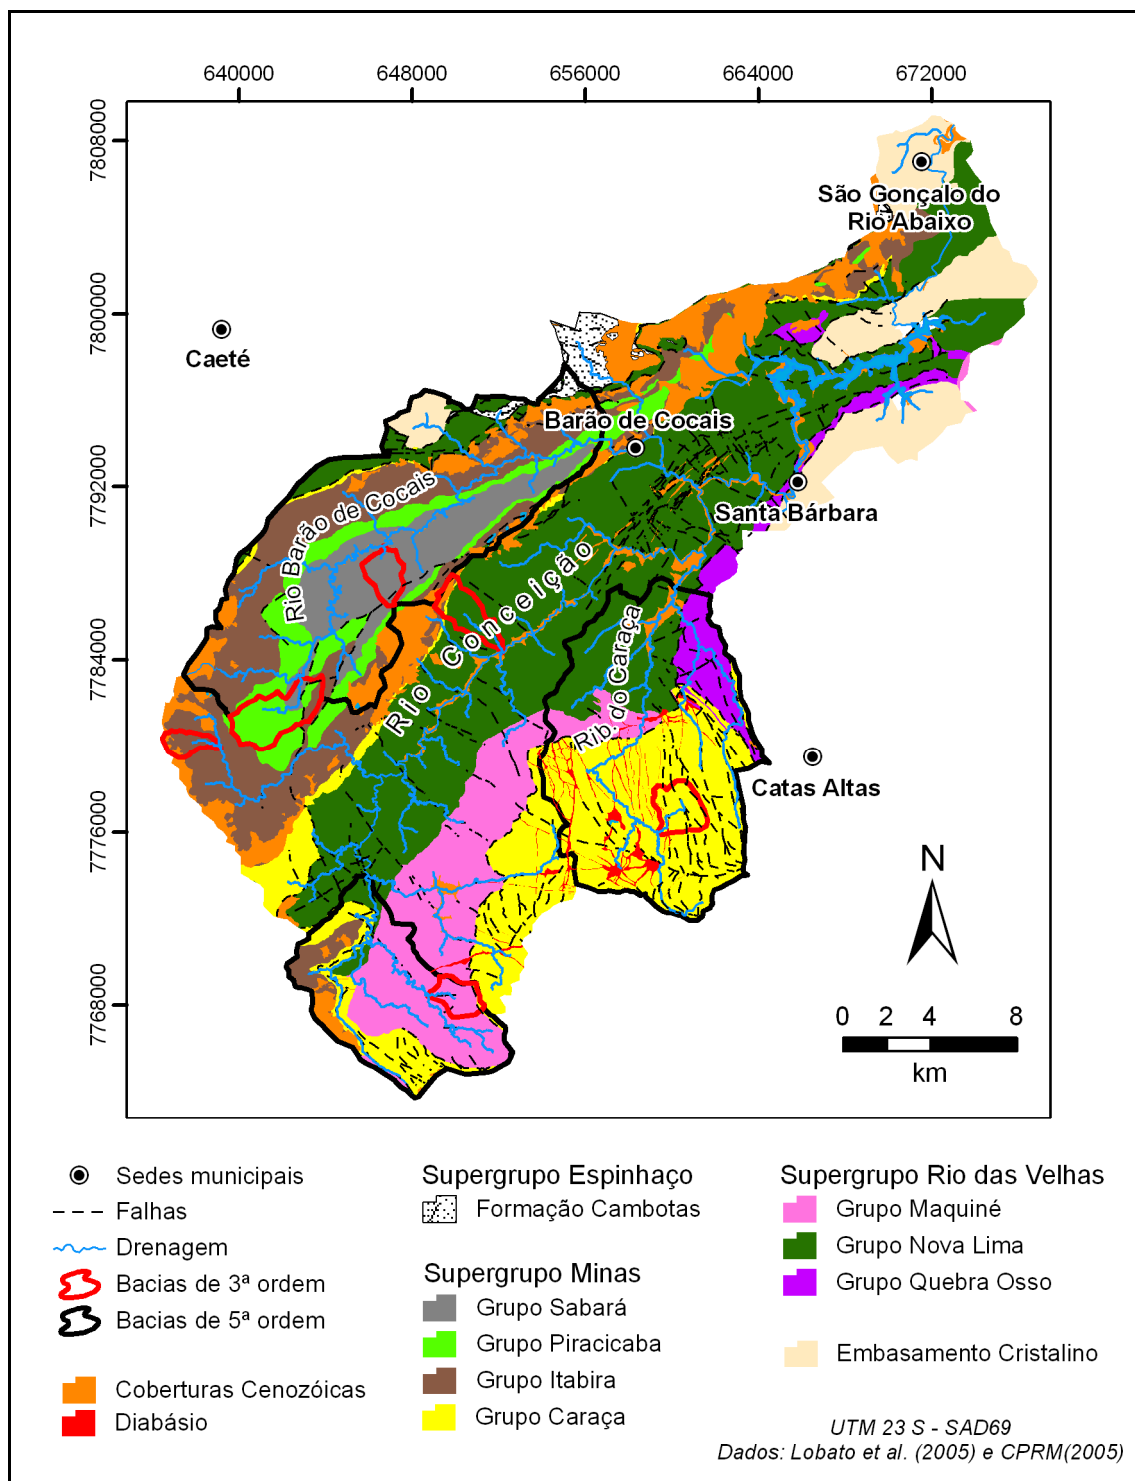 640000 648000 656000 664000 672000
7808000
7800000
7792000
7784000
7776000
7768000
São Gonçalo do
Rio Abaixo
Caeté
Barão de Cocais
Santa Bárbara
Rio Barão de Cocais
Rio Conceição
Rib. do Caraça
Catas Altas
N
0 2 4 8
km
Sedes municipais
Falhas
Drenagem
Bacias de 3ª ordem
Bacias de 5ª ordem
Coberturas Cenozóicas
Diabásio
Supergrupo Espinhaço
Formação Cambotas
Supergrupo Minas
Grupo Sabará
Grupo Piracicaba
Grupo Itabira
Grupo Caraça
Supergrupo Rio das Velhas
Grupo Maquiné
Grupo Nova Lima
Grupo Quebra Osso
Embasamento Cristalino
UTM 23 S - SAD69
Dados: Lobato et al. (2005) e CPRM(2005)